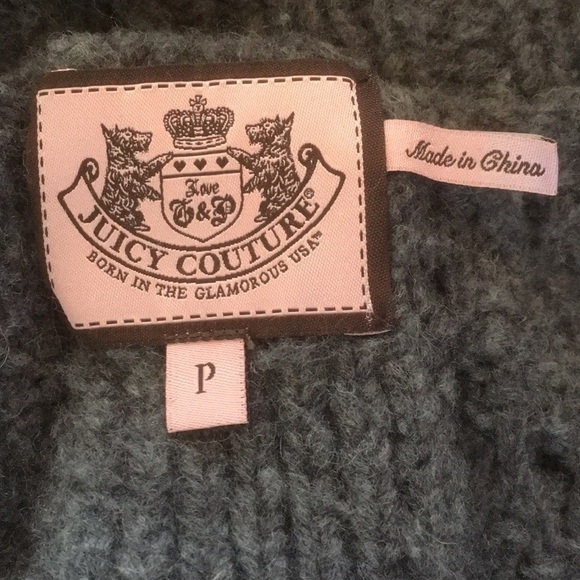 Love
G&P
JUICY COUTURE®
BORN IN THE GLAMOROUS USA™
Made in China
P